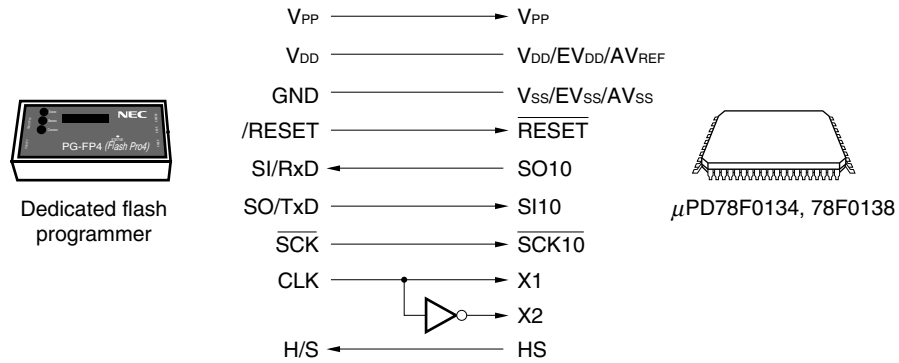 VPP VPP
VDD VDD/EVDD/AVREF
GND VSS/EVSS/AVSS
/RESET RESET
SI/RxD SO10
SO/TxD SI10
SCK SCK10
CLK X1
X2
H/S HS
NEC
PG-FP4 (Flash Pro4)
Dedicated flash
programmer
μPD78F0134, 78F0138